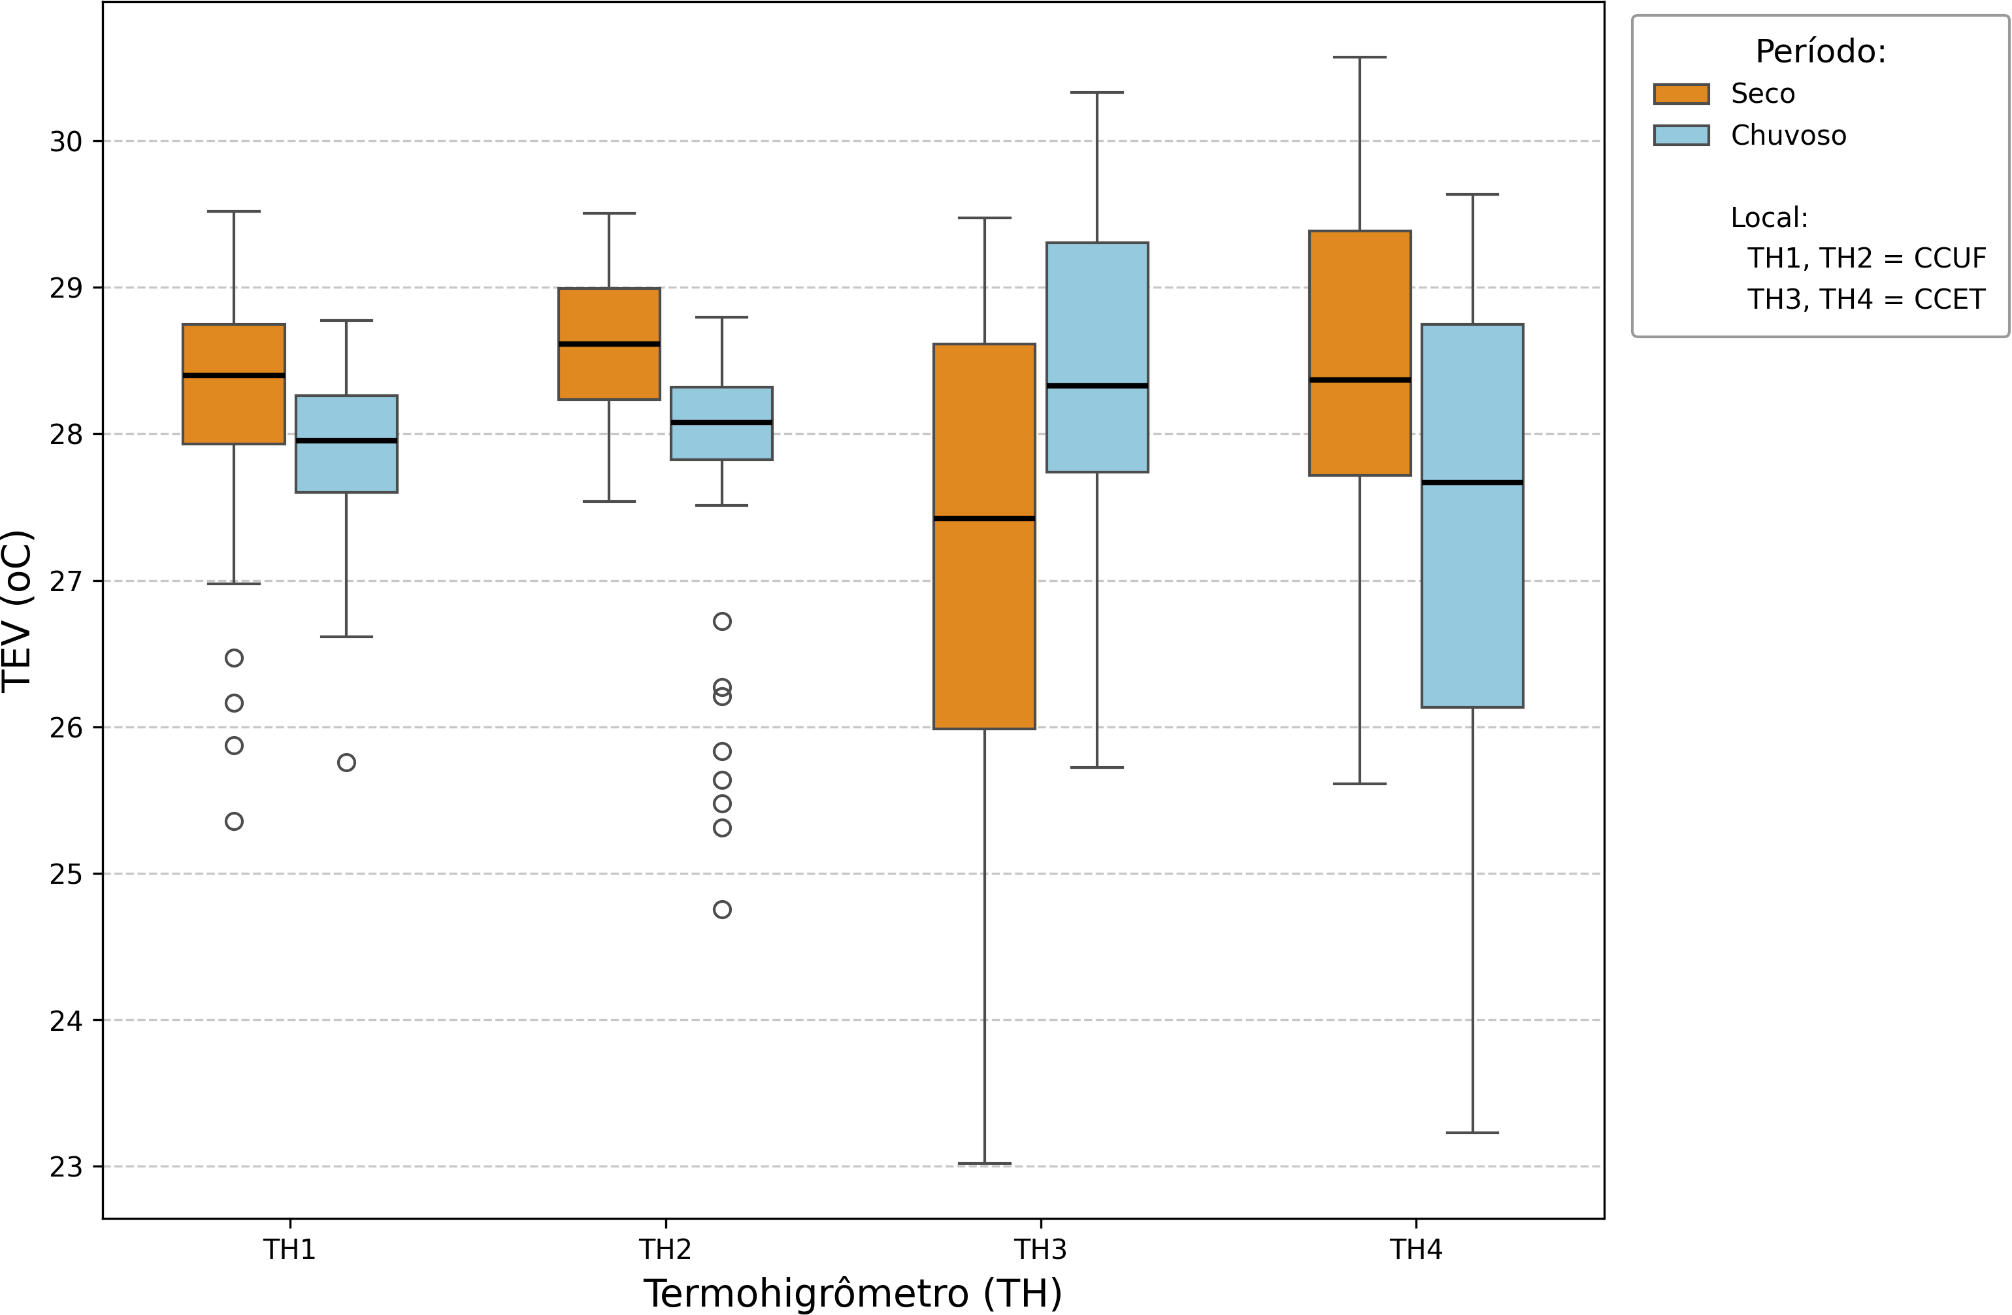 TEV (oC)
30
29
28
27
26
25
24
23
TH1
TH2
TH3
TH4
Termohigrômetro (TH)
Período:
Seco
Chuvoso
Local:
TH1, TH2 = CCUF
TH3, TH4 = CCET